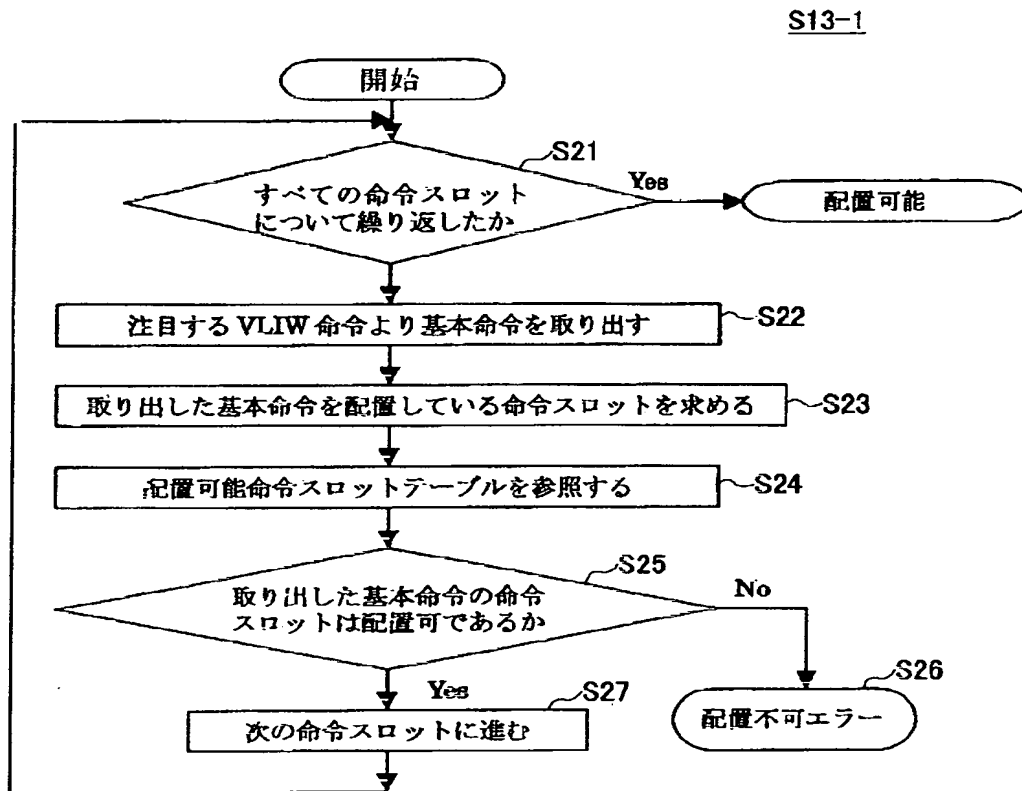 S13-1
開始
S21
すべての命令スロット
について繰り返したか
Yes
配置可能
注目する VLIW 命令より基本命令を取り出す
S22
取り出した基本命令を配置している命令スロットを求める
S23
配置可能命令スロットテーブルを参照する
S24
S25
取り出した基本命令の命令
スロットは配置可であるか
No
Yes
S27
S26
次の命令スロットに進む
配置不可エラー